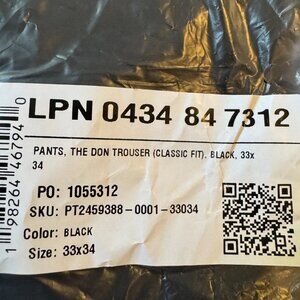 LPN 0434 84 7312
PANTS, THE DON TROUSER (CLASSIC FIT), BLACK, 33x
34
PO: 1055312
SKU: PT2459388-0001-33034
Color: BLACK
Size: 33x34
1 98264 46794 0